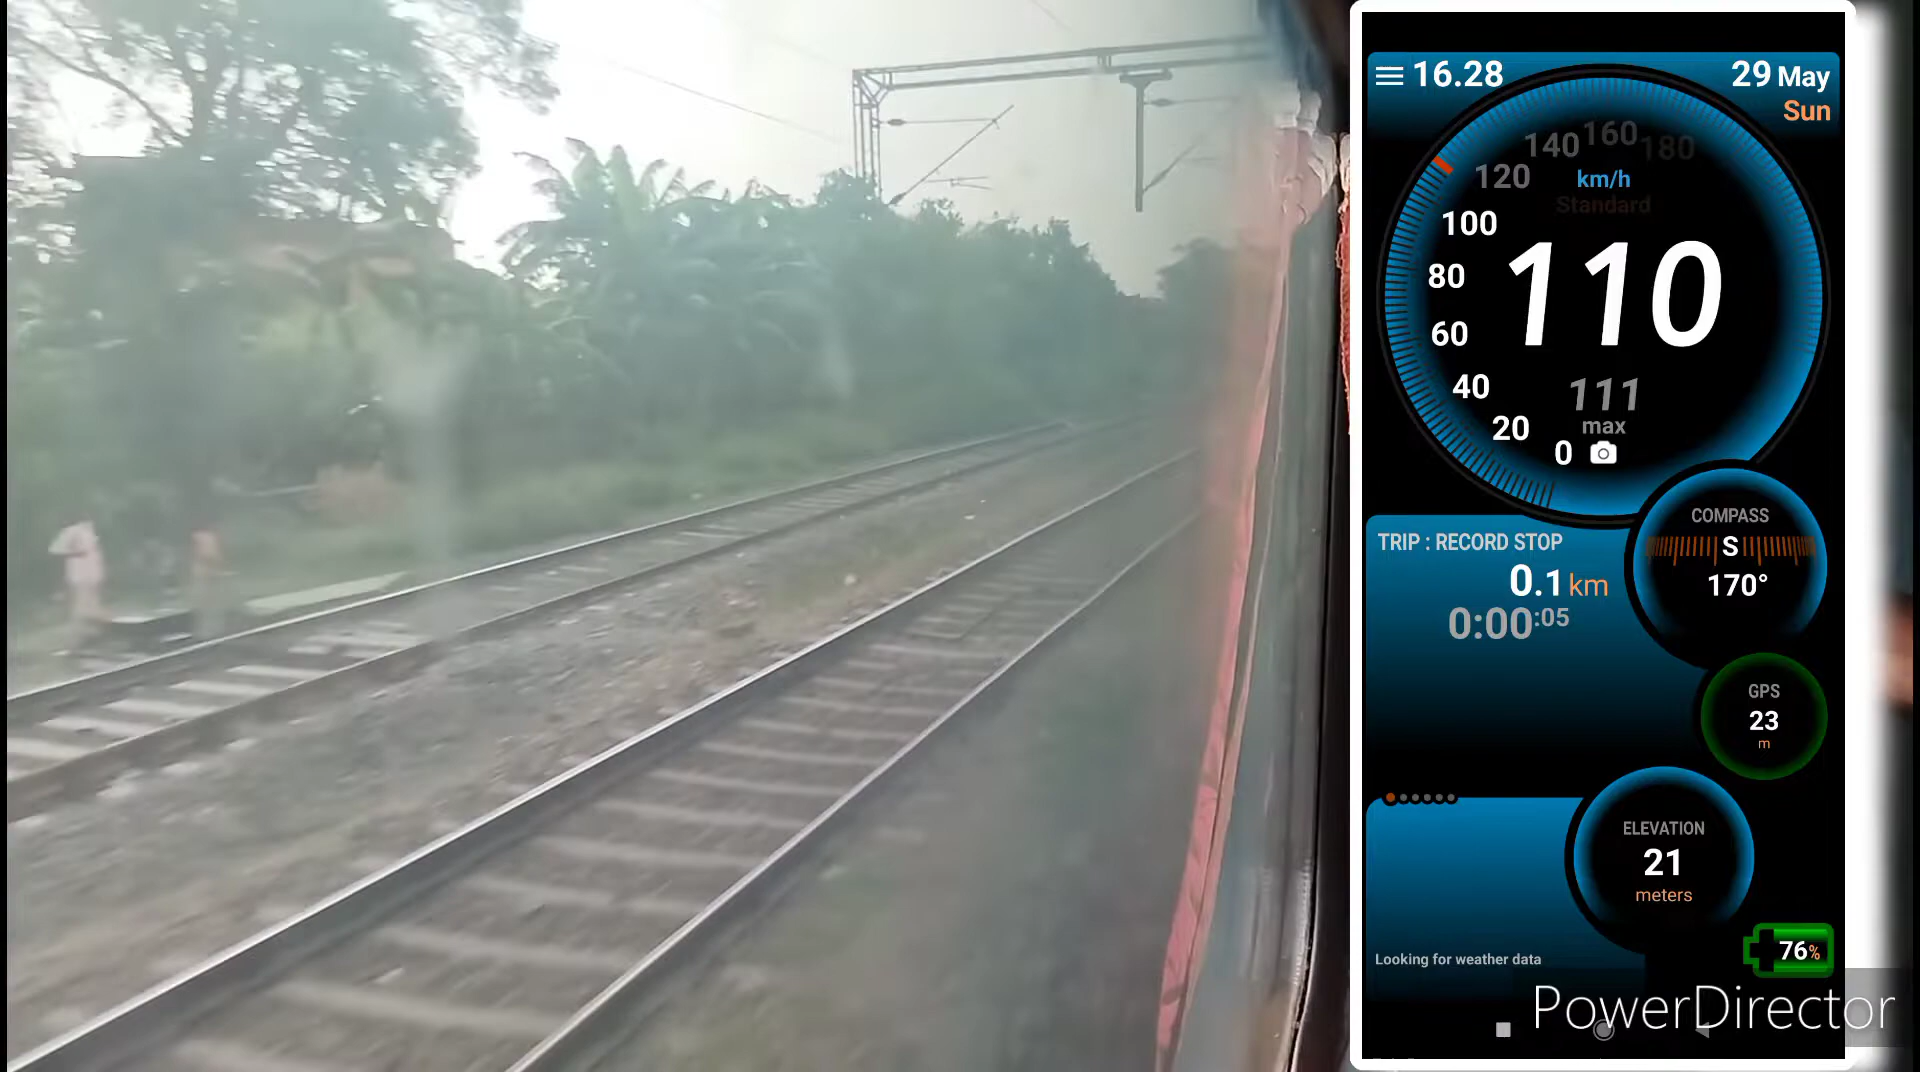 16.28
29 May
Sun
140 160 180
120
km/h
Standard
100
80
110
60
40
111
max
20
0
COMPASS
S
170°
TRIP : RECORD STOP
0.1 km
0:00:05
GPS
23
m
ELEVATION
21
meters
Looking for weather data
76%
PowerDirector